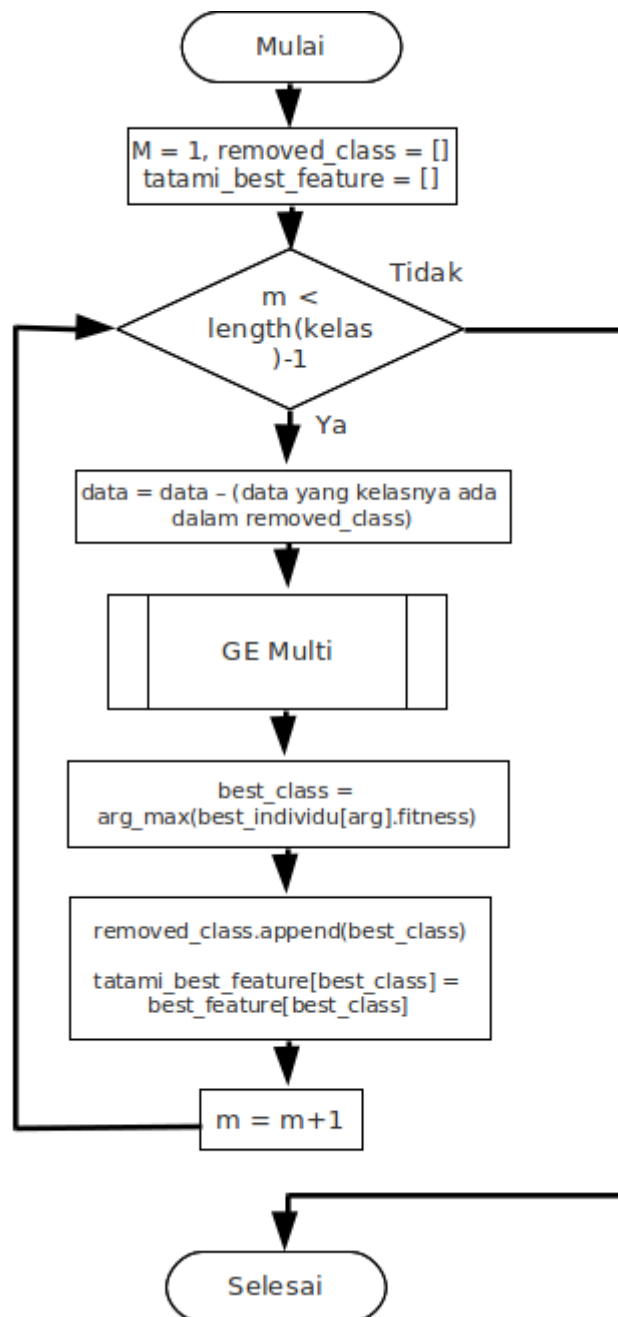 Mulai
M = 1, removed_class = []
tatami_best_feature = []
Tidak
m <
length(kelas
)-1
Ya
data = data – (data yang kelasnya ada
dalam removed_class)
GE Multi
best_class =
arg_max(best_individu[arg].fitness)
removed_class.append(best_class)
tatami_best_feature[best_class] =
best_feature[best_class]
m = m+1
Selesai